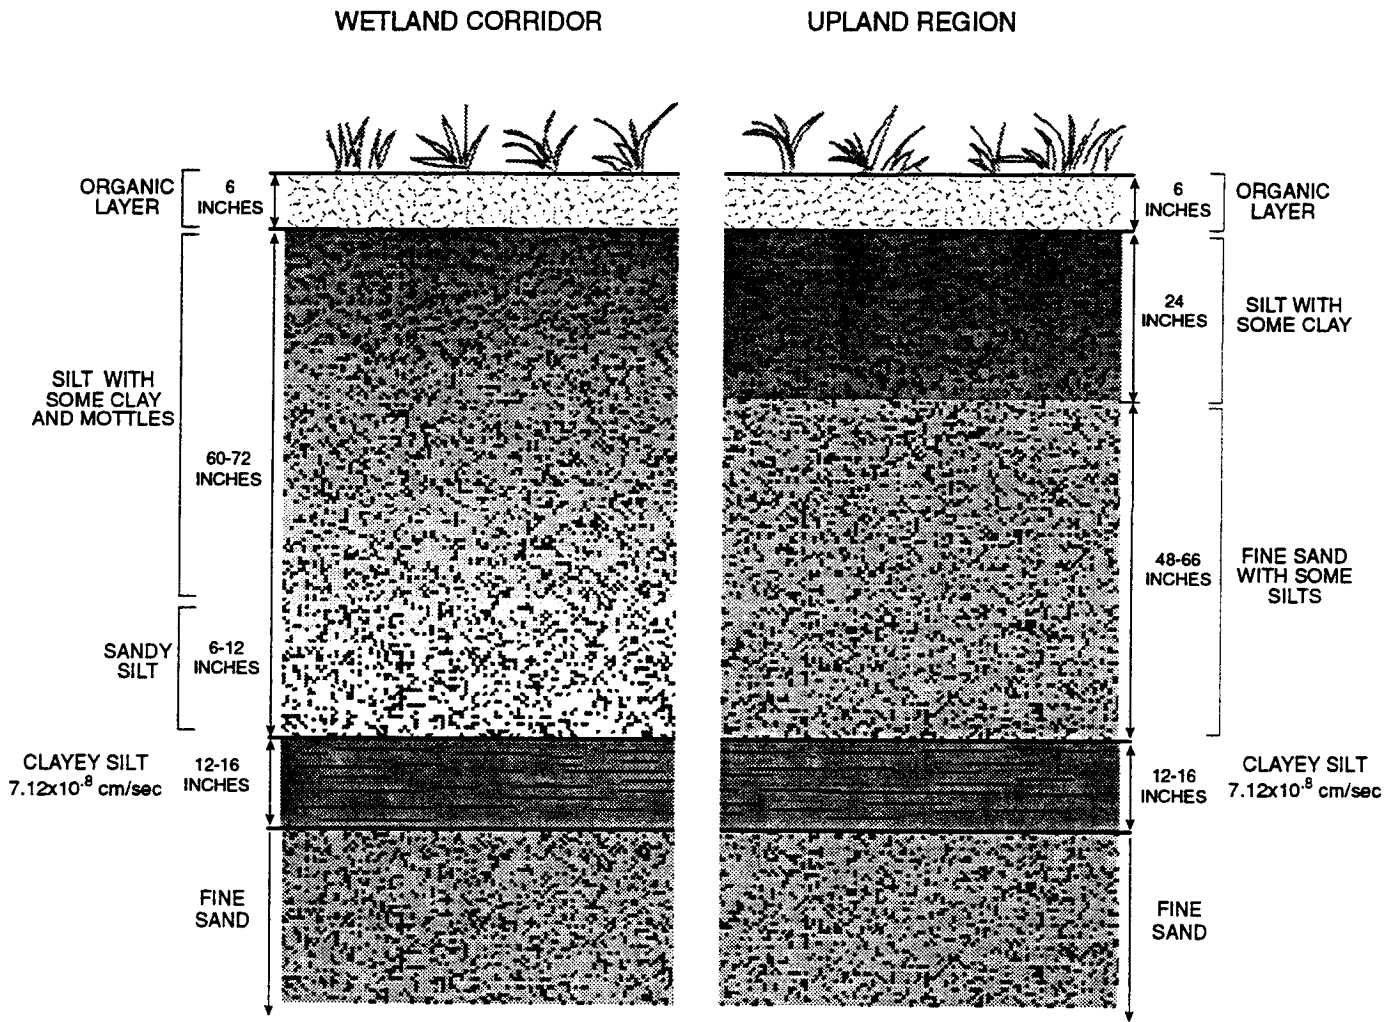 WETLAND CORRIDOR
UPLAND REGION
ORGANIC
LAYER
6
INCHES
SILT WITH
SOME CLAY
AND MOTTLES
60-72
INCHES
SANDY
SILT
6-12
INCHES
CLAYEY SILT
7.12x10⁻⁸ cm/sec
12-16
INCHES
FINE
SAND
6
INCHES
ORGANIC
LAYER
24
INCHES
SILT WITH
SOME CLAY
48-66
INCHES
FINE SAND
WITH SOME
SILTS
12-16
INCHES
CLAYEY SILT
7.12x10⁻⁸ cm/sec
FINE
SAND